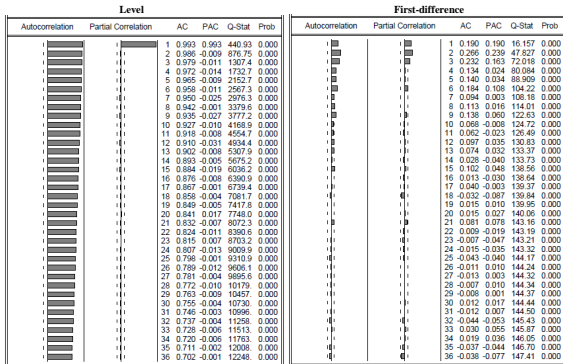 Level
Autocorrelation Partial Correlation AC PAC Q-Stat Prob
1 0.993 0.993 440.93 0.000
2 0.986 -0.009 876.75 0.000
3 0.979 -0.011 1307.4 0.000
4 0.972 -0.014 1732.7 0.000
5 0.965 -0.009 2152.7 0.000
6 0.958 -0.011 2567.3 0.000
7 0.950 -0.025 2976.3 0.000
8 0.942 -0.001 3379.6 0.000
9 0.935 -0.027 3777.2 0.000
10 0.927 -0.010 4168.9 0.000
11 0.918 -0.008 4554.7 0.000
12 0.910 -0.031 4934.4 0.000
13 0.902 -0.008 5307.9 0.000
14 0.893 -0.005 5675.2 0.000
15 0.884 -0.019 6036.2 0.000
16 0.876 -0.008 6390.9 0.000
17 0.867 -0.001 6739.4 0.000
18 0.858 -0.004 7081.7 0.000
19 0.849 -0.005 7417.8 0.000
20 0.841 0.017 7748.0 0.000
21 0.832 -0.007 8072.3 0.000
22 0.824 0.011 8390.6 0.000
23 0.815 0.007 8703.2 0.000
24 0.807 -0.013 9009.9 0.000
25 0.798 -0.001 9310.9 0.000
26 0.789 -0.012 9606.1 0.000
27 0.781 -0.004 9895.6 0.000
28 0.772 -0.010 10179. 0.000
29 0.763 -0.009 10457. 0.000
30 0.755 -0.004 10730. 0.000
31 0.746 -0.003 10996. 0.000
32 0.737 -0.004 11258. 0.000
33 0.728 -0.006 11513. 0.000
34 0.720 -0.006 11763. 0.000
35 0.711 -0.002 12008. 0.000
36 0.702 -0.001 12248. 0.000
First-difference
Autocorrelation Partial Correlation AC PAC Q-Stat Prob
1 0.190 0.190 16.157 0.000
2 0.266 0.239 47.827 0.000
3 0.232 0.163 72.018 0.000
4 0.134 0.024 80.084 0.000
5 0.140 0.034 88.909 0.000
6 0.184 0.108 104.22 0.000
7 0.094 0.003 108.18 0.000
8 0.113 0.016 114.01 0.000
9 0.138 0.060 122.63 0.000
10 0.068 -0.008 124.72 0.000
11 0.062 -0.023 126.49 0.000
12 0.097 0.035 130.83 0.000
13 0.074 0.032 133.37 0.000
14 0.028 -0.040 133.73 0.000
15 0.102 0.048 138.56 0.000
16 0.013 -0.030 138.64 0.000
17 0.040 -0.003 139.37 0.000
18 -0.032 -0.087 139.84 0.000
19 0.015 0.010 139.95 0.000
20 0.015 0.027 140.06 0.000
21 0.081 0.078 143.16 0.000
22 0.009 -0.019 143.19 0.000
23 -0.007 -0.047 143.21 0.000
24 -0.015 -0.035 143.32 0.000
25 -0.043 -0.040 144.17 0.000
26 -0.011 0.010 144.24 0.000
27 -0.013 0.003 144.32 0.000
28 -0.007 0.010 144.34 0.000
29 -0.008 0.001 144.37 0.000
30 0.012 0.017 144.44 0.000
31 -0.012 0.007 144.50 0.000
32 -0.044 -0.053 145.43 0.000
33 0.030 0.055 145.87 0.000
34 0.019 0.036 146.05 0.000
35 -0.037 -0.044 146.70 0.000
36 -0.038 -0.077 147.41 0.000